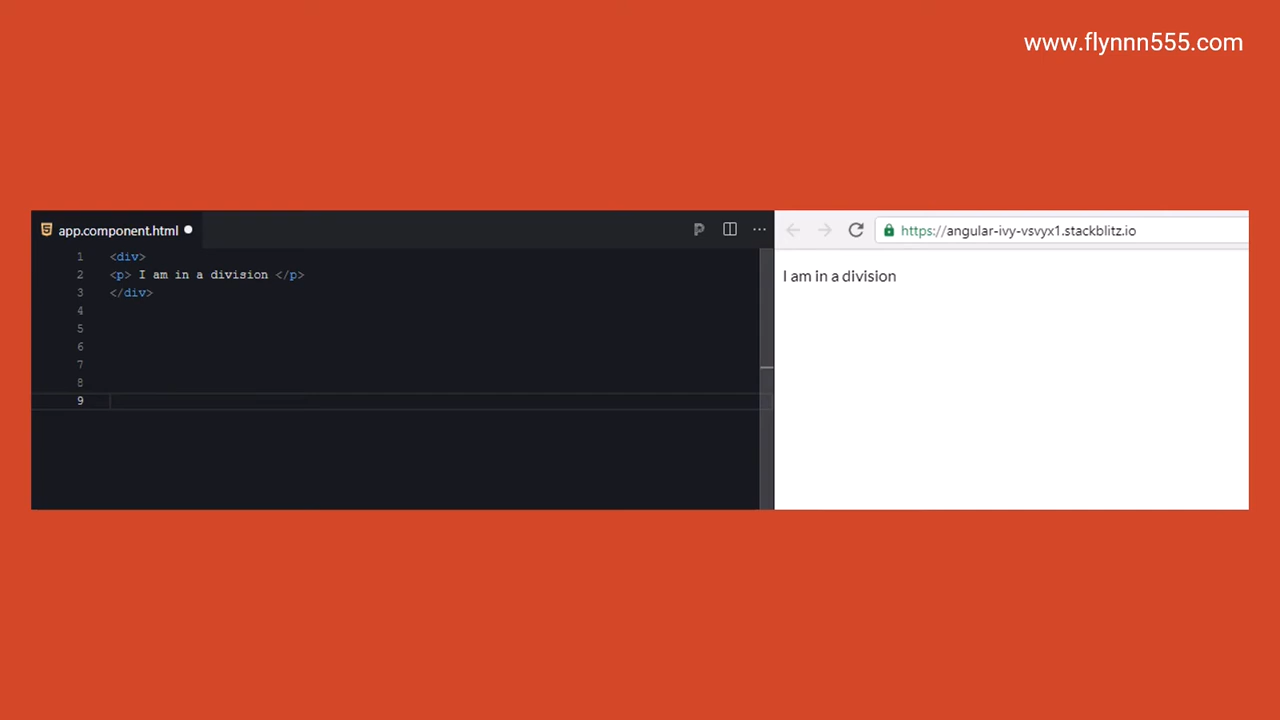 www.flynnn555.com
app.component.html
https://angular-ivy-vsvyx1.stackblitz.io
1 <div>
2 <p> I am in a division </p>
3 </div>
4
5
6
7
8
9
I am in a division